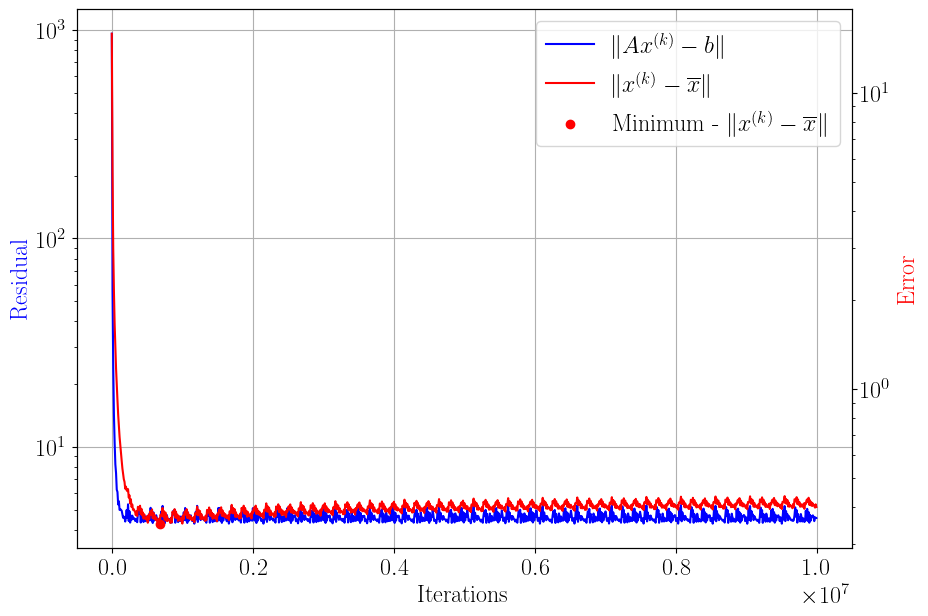 ‖Ax⁽ᵏ⁾ − b‖
‖x⁽ᵏ⁾ − x̅‖
Minimum - ‖x⁽ᵏ⁾ − x̅‖
10³
10²
10¹
Residual
10¹
10⁰
Error
0.0 0.2 0.4 0.6 0.8 1.0
×10⁷
Iterations